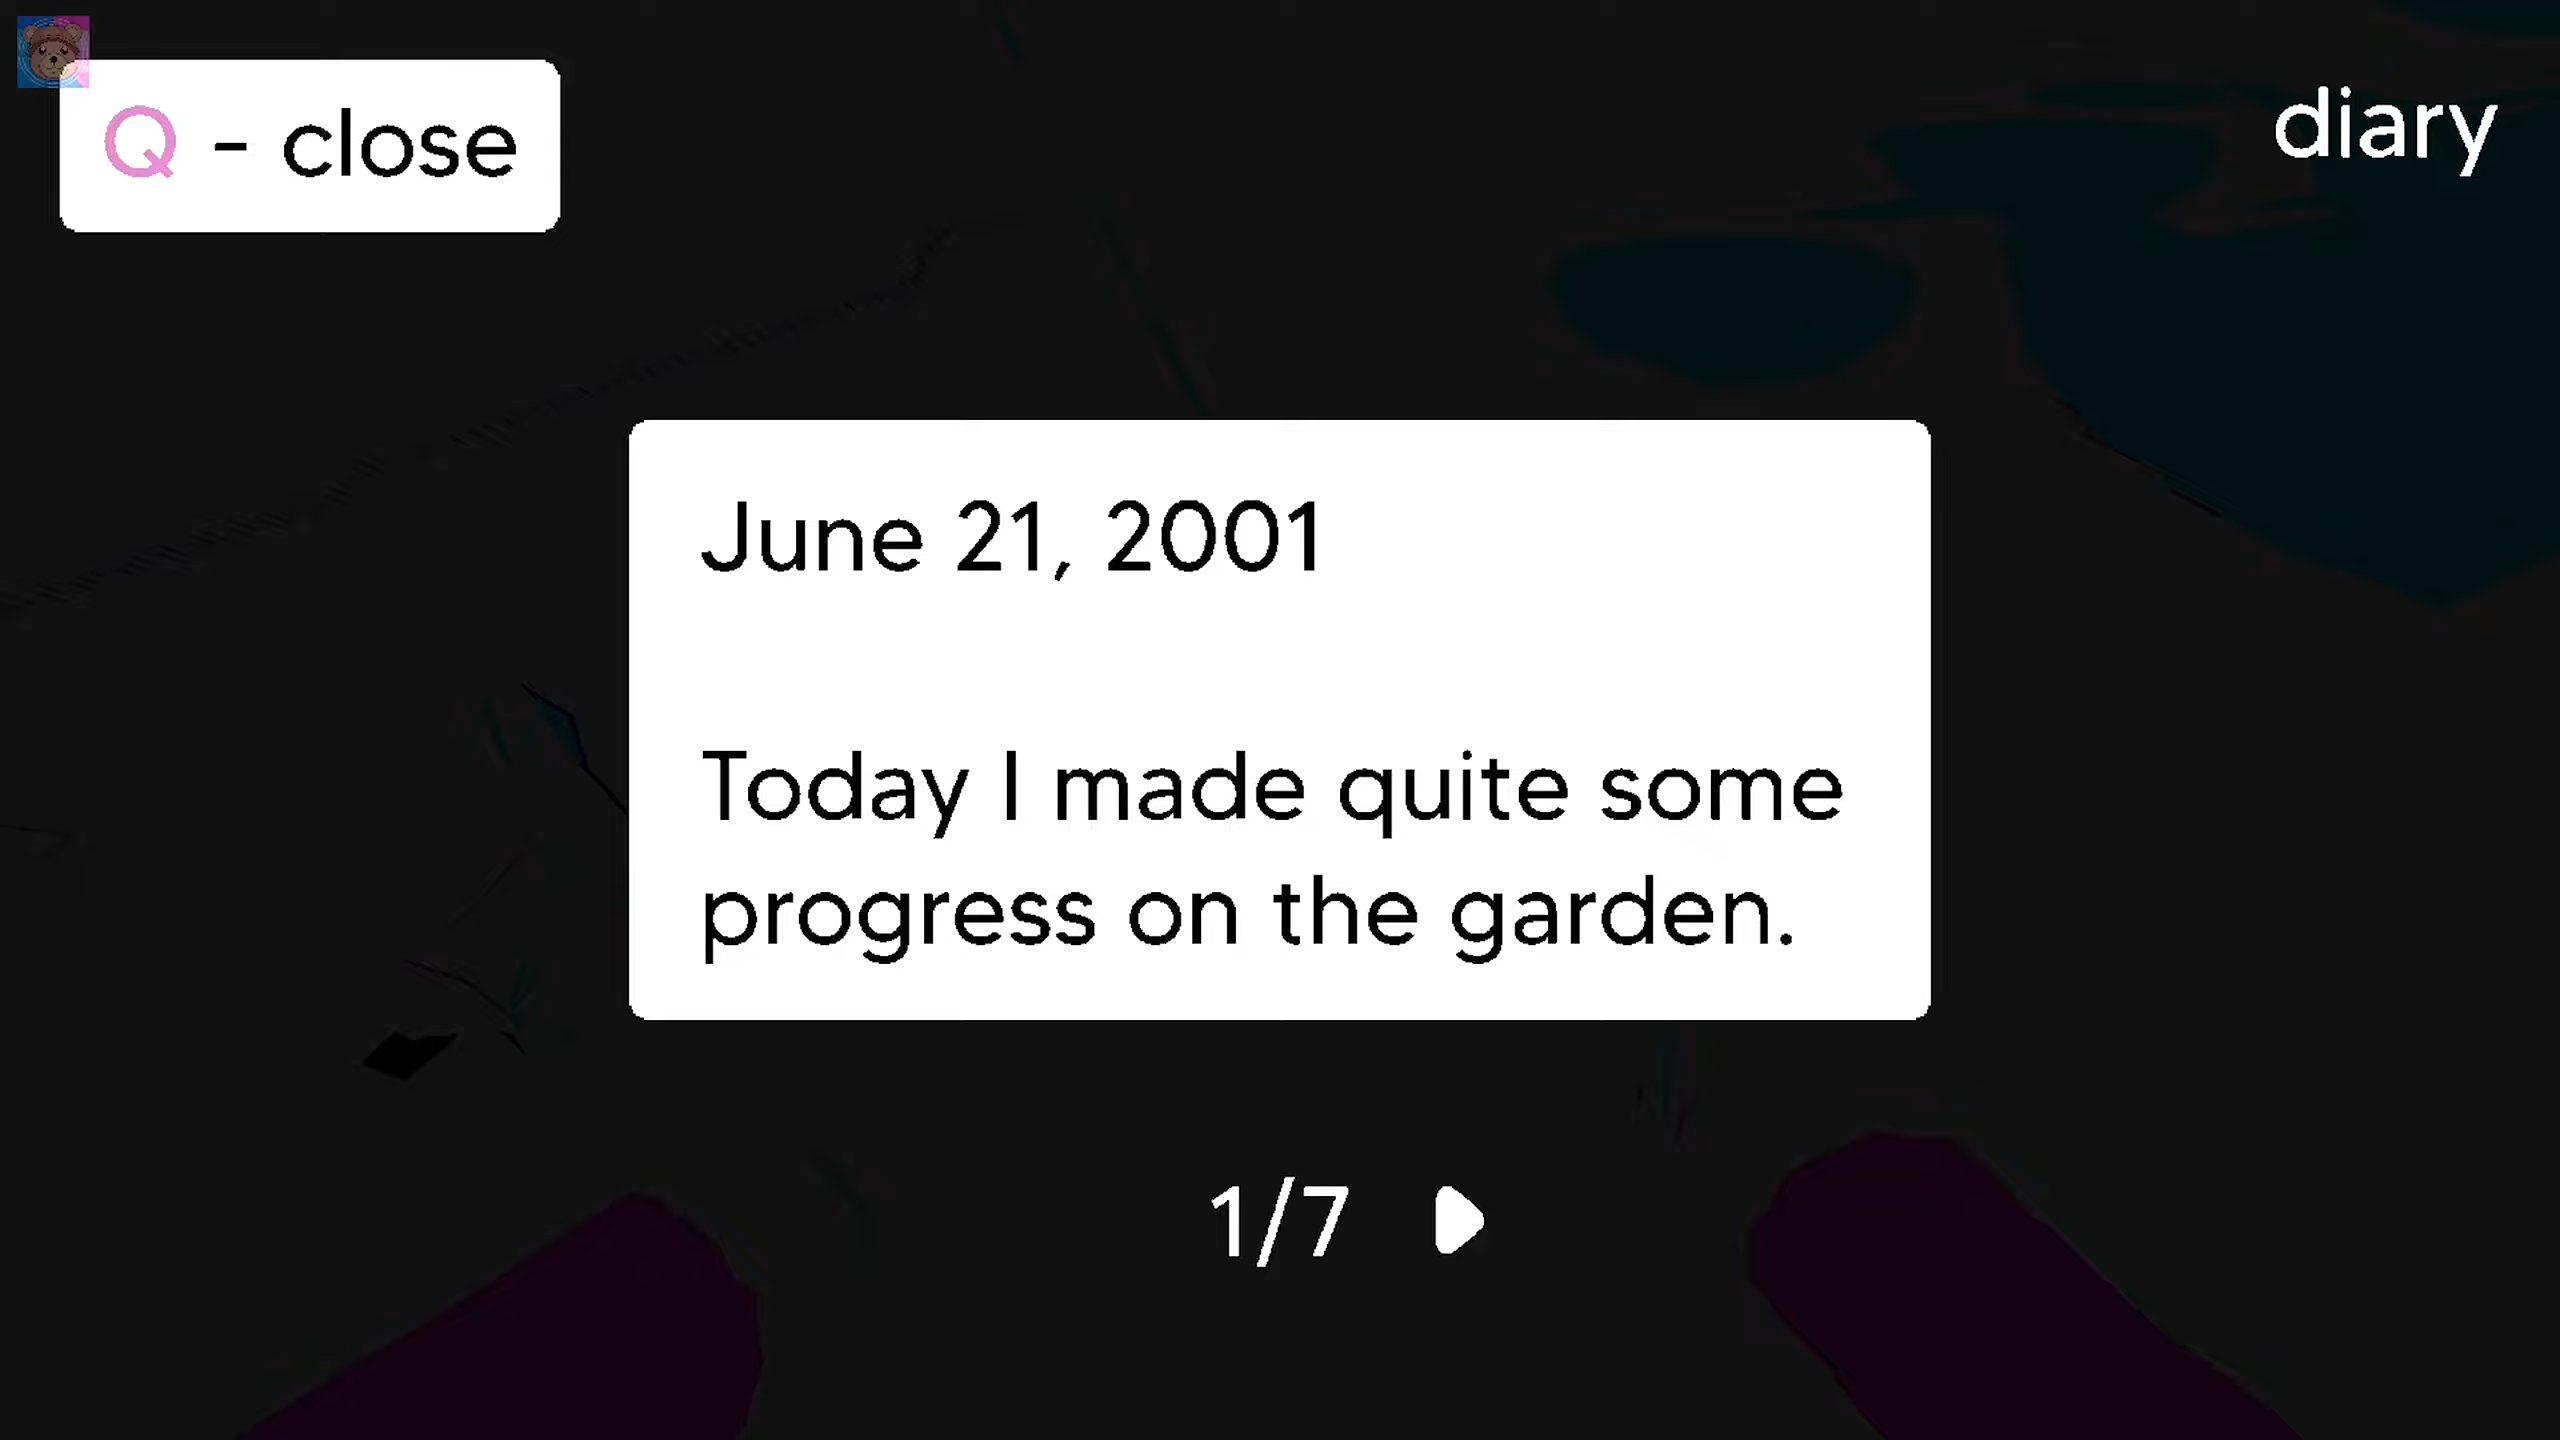 Q - close
diary
June 21, 2001
Today I made quite some
progress on the garden.
1/7